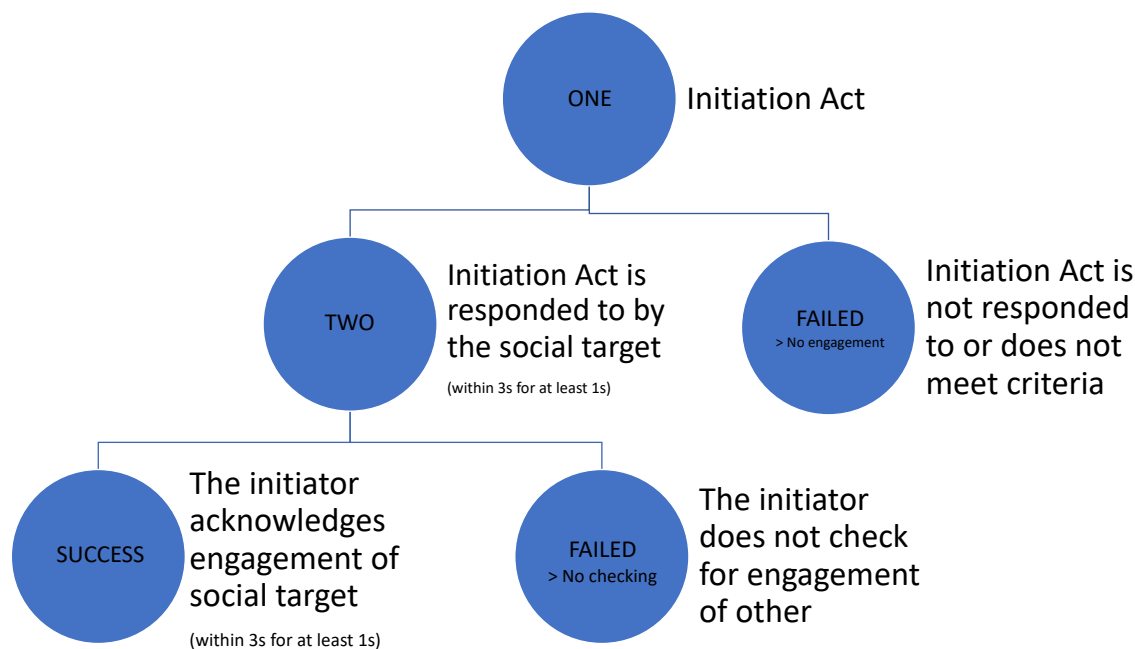 ONE
Initiation Act
TWO
Initiation Act is
responded to by
the social target
(within 3s for at least 1s)
FAILED
> No engagement
Initiation Act is
not responded
to or does not
meet criteria
SUCCESS
The initiator
acknowledges
engagement of
social target
(within 3s for at least 1s)
FAILED
> No checking
The initiator
does not check
for engagement
of other